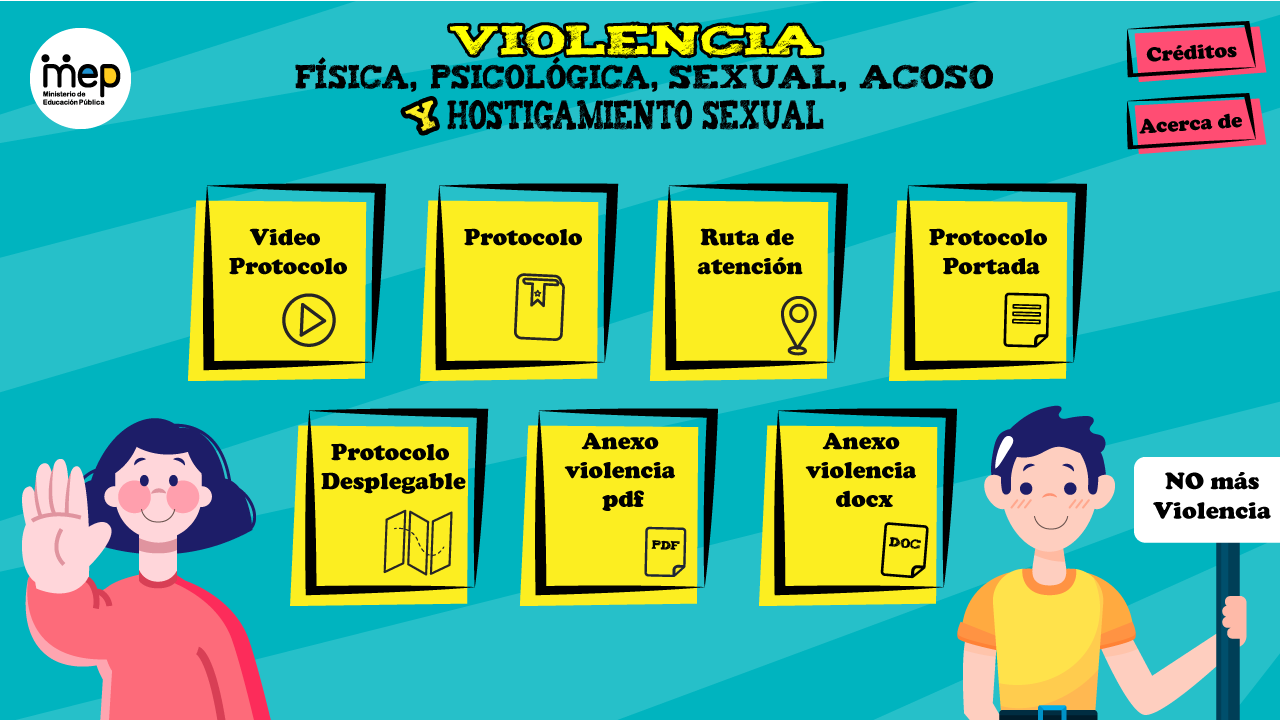 mep
Ministerio de
Educación Pública
VIOLENCIA
FÍSICA, PSICOLÓGICA, SEXUAL, ACOSO
Y HOSTIGAMIENTO SEXUAL
Créditos
Acerca de
Video
Protocolo
Protocolo
Ruta de
atención
Protocolo
Portada
Protocolo
Desplegable
Anexo
violencia
pdf
PDF
Anexo
violencia
docx
DOC
NO más
Violencia